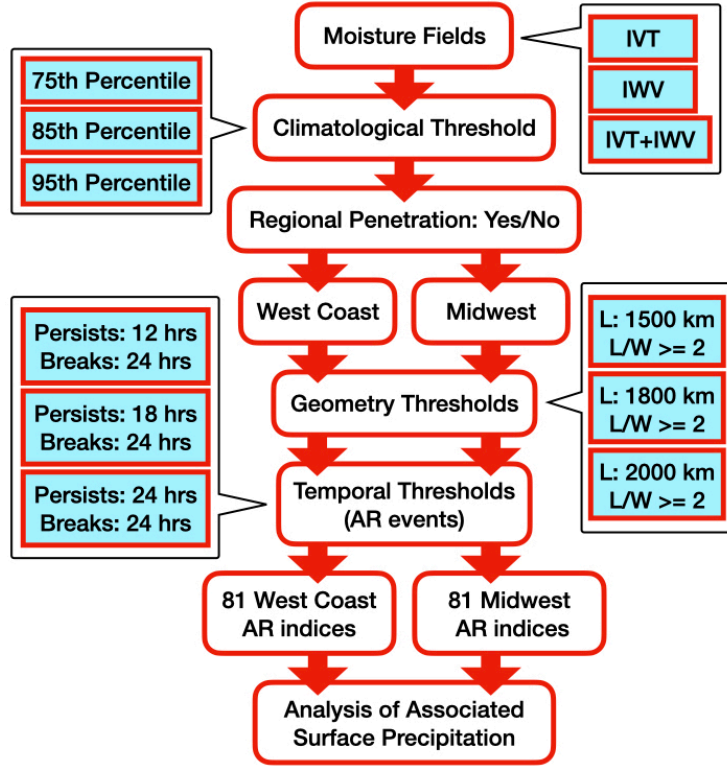 Moisture Fields
IVT
IWV
IVT+IWV
75th Percentile
85th Percentile
95th Percentile
Climatological Threshold
Regional Penetration: Yes/No
West Coast
Midwest
Persists: 12 hrs
Breaks: 24 hrs
Persists: 18 hrs
Breaks: 24 hrs
Persists: 24 hrs
Breaks: 24 hrs
L: 1500 km
L/W >= 2
L: 1800 km
L/W >= 2
L: 2000 km
L/W >= 2
Geometry Thresholds
Temporal Thresholds
(AR events)
81 West Coast
AR indices
81 Midwest
AR indices
Analysis of Associated
Surface Precipitation